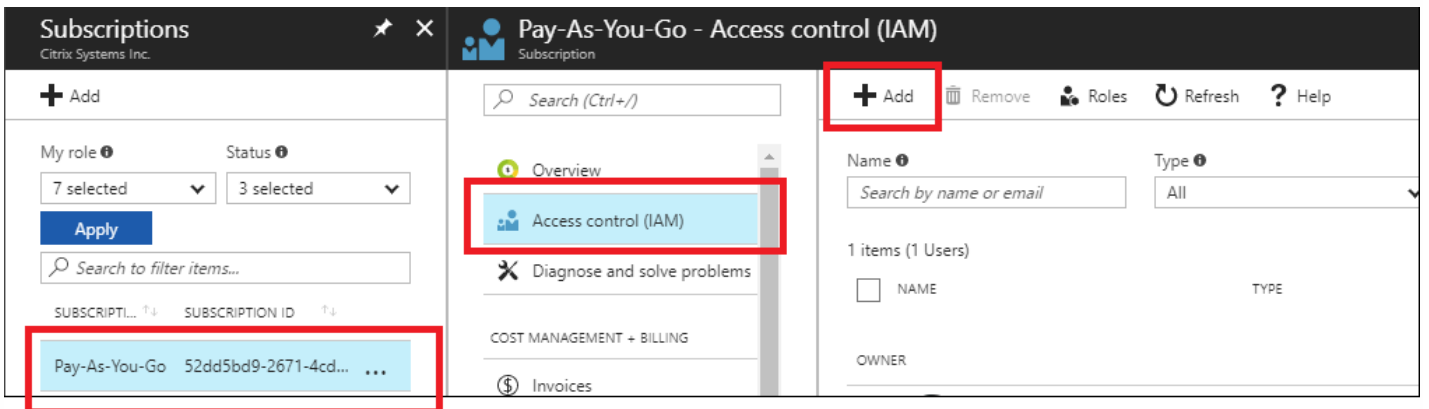 Subscriptions
Citrix Systems Inc.
Add
My role
Status
7 selected
3 selected
Apply
Search to filter items...
SUBSCRIPTI...
SUBSCRIPTION ID
Pay-As-You-Go
52dd5bd9-2671-4cd...
...
Pay-As-You-Go - Access control (IAM)
Subscription
Search (Ctrl+/)
Overview
Access control (IAM)
Diagnose and solve problems
COST MANAGEMENT + BILLING
Invoices
Add
Remove
Roles
Refresh
? Help
Name
Type
Search by name or email
All
1 items (1 Users)
NAME
TYPE
OWNER